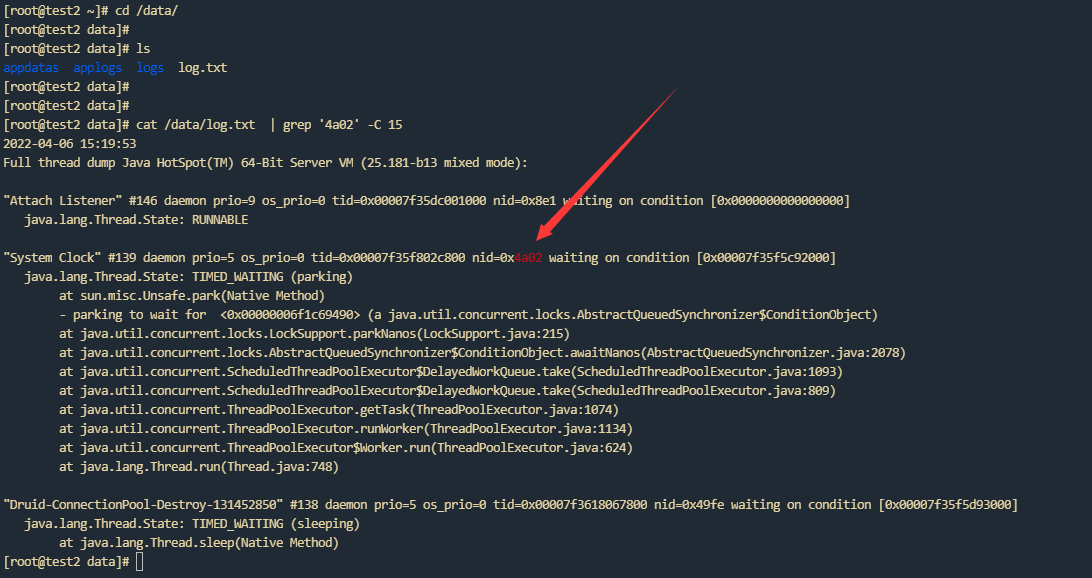 [root@test2 ~]# cd /data/
[root@test2 data]#
[root@test2 data]# ls
appdatas  applogs  logs  log.txt
[root@test2 data]#
[root@test2 data]#
[root@test2 data]# cat /data/log.txt  | grep '4a02' -C 15
2022-04-06 15:19:53
Full thread dump Java HotSpot(TM) 64-Bit Server VM (25.181-b13 mixed mode):

"Attach Listener" #146 daemon prio=9 os_prio=0 tid=0x00007f35dc001000 nid=0x8e1 waiting on condition [0x0000000000000000]
   java.lang.Thread.State: RUNNABLE

"System Clock" #139 daemon prio=5 os_prio=0 tid=0x00007f35f802c800 nid=0x4a02 waiting on condition [0x00007f35f5c92000]
   java.lang.Thread.State: TIMED_WAITING (parking)
        at sun.misc.Unsafe.park(Native Method)
        - parking to wait for  <0x00000006f1c69490> (a java.util.concurrent.locks.AbstractQueuedSynchronizer$ConditionObject)
        at java.util.concurrent.locks.LockSupport.parkNanos(LockSupport.java:215)
        at java.util.concurrent.locks.AbstractQueuedSynchronizer$ConditionObject.awaitNanos(AbstractQueuedSynchronizer.java:2078)
        at java.util.concurrent.ScheduledThreadPoolExecutor$DelayedWorkQueue.take(ScheduledThreadPoolExecutor.java:1093)
        at java.util.concurrent.ScheduledThreadPoolExecutor$DelayedWorkQueue.take(ScheduledThreadPoolExecutor.java:809)
        at java.util.concurrent.ThreadPoolExecutor.getTask(ThreadPoolExecutor.java:1074)
        at java.util.concurrent.ThreadPoolExecutor.runWorker(ThreadPoolExecutor.java:1134)
        at java.util.concurrent.ThreadPoolExecutor$Worker.run(ThreadPoolExecutor.java:624)
        at java.lang.Thread.run(Thread.java:748)

"Druid-ConnectionPool-Destroy-131452850" #138 daemon prio=5 os_prio=0 tid=0x00007f3618067800 nid=0x49fe waiting on condition [0x00007f35f5d93000]
   java.lang.Thread.State: TIMED_WAITING (sleeping)
        at java.lang.Thread.sleep(Native Method)
[root@test2 data]#